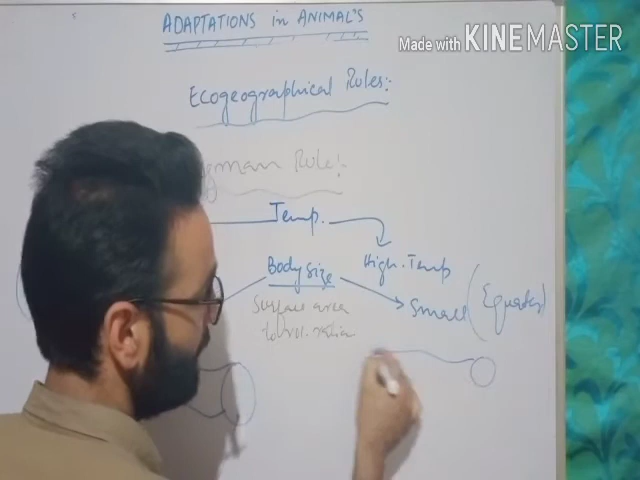 ADAPTATIONS in ANIMAL'S
Made with KINEMASTER
Ecogeographical Rules:-
gman Rule:-
Temp.
High. Temp
Body size
Small (Equator)
Surface area
to vol. ratio